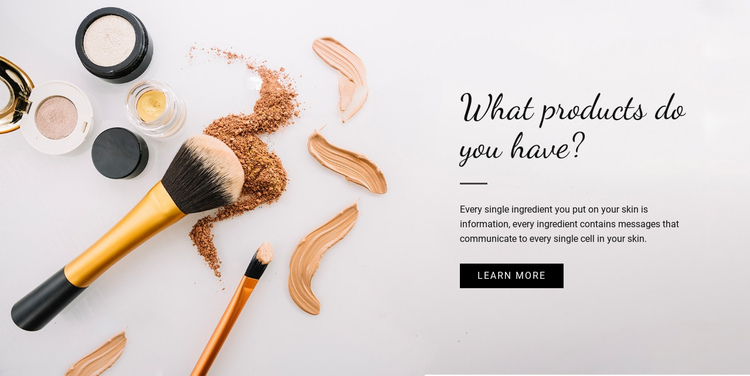 What products do
you have?
Every single ingredient you put on your skin is
information, every ingredient contains messages that
communicate to every single cell in your skin.
LEARN MORE